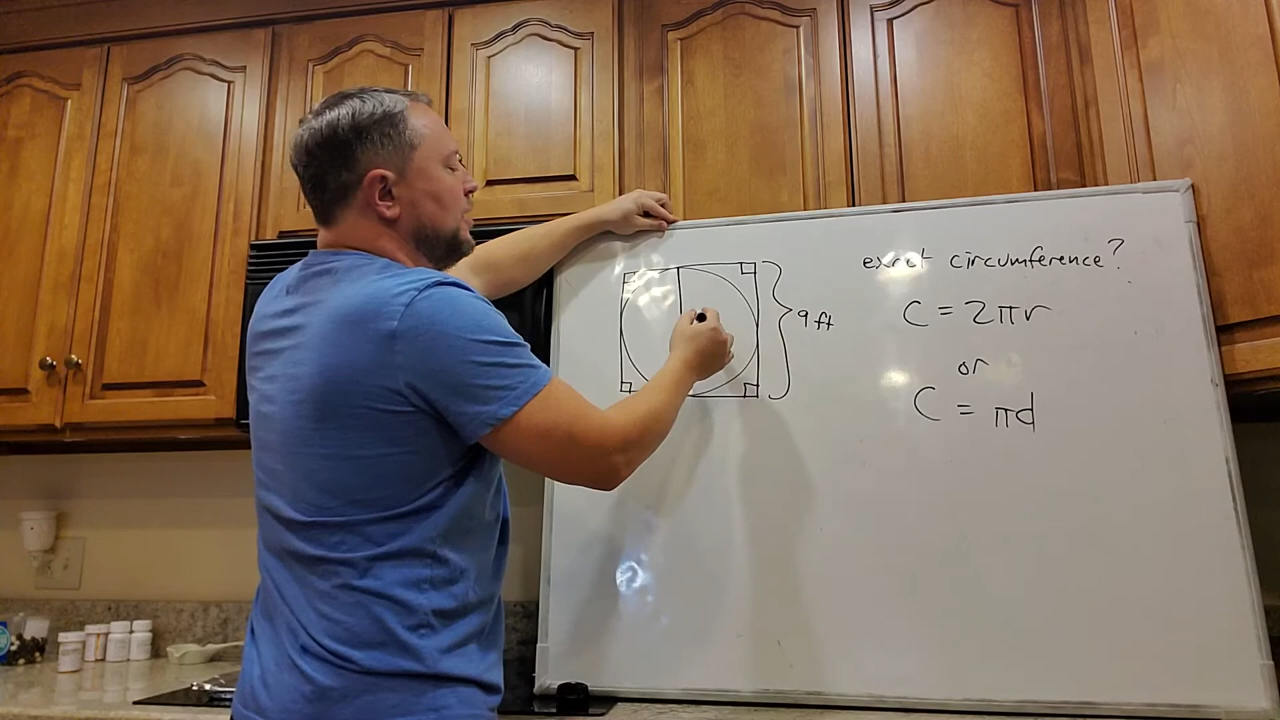 exact circumference?
C = 2πr
9 ft
or
C = πd